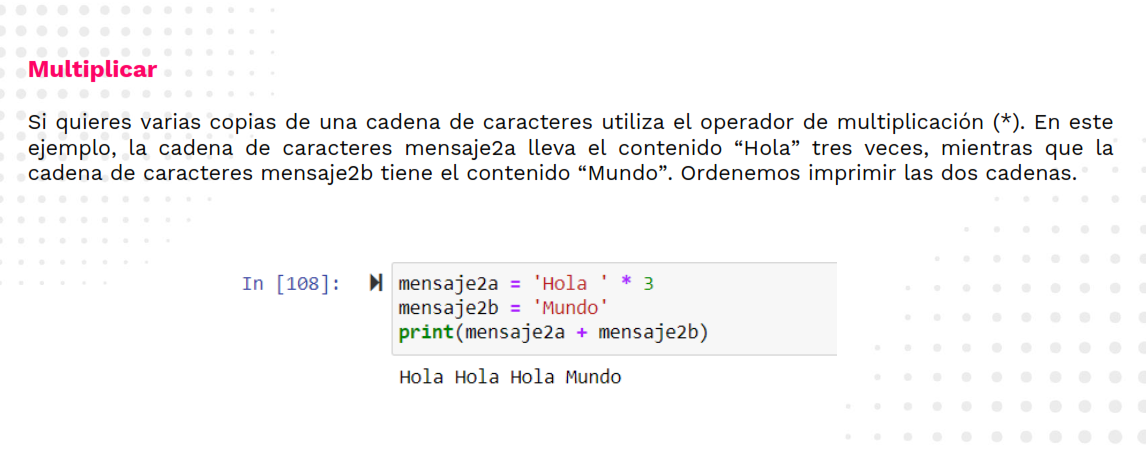 Multiplicar
Si quieres varias copias de una cadena de caracteres utiliza el operador de multiplicación (*). En este
ejemplo, la cadena de caracteres mensaje2a lleva el contenido “Hola” tres veces, mientras que la
cadena de caracteres mensaje2b tiene el contenido “Mundo”. Ordenemos imprimir las dos cadenas.
In [108]: mensaje2a = 'Hola ' * 3
mensaje2b = 'Mundo'
print(mensaje2a + mensaje2b)
Hola Hola Hola Mundo